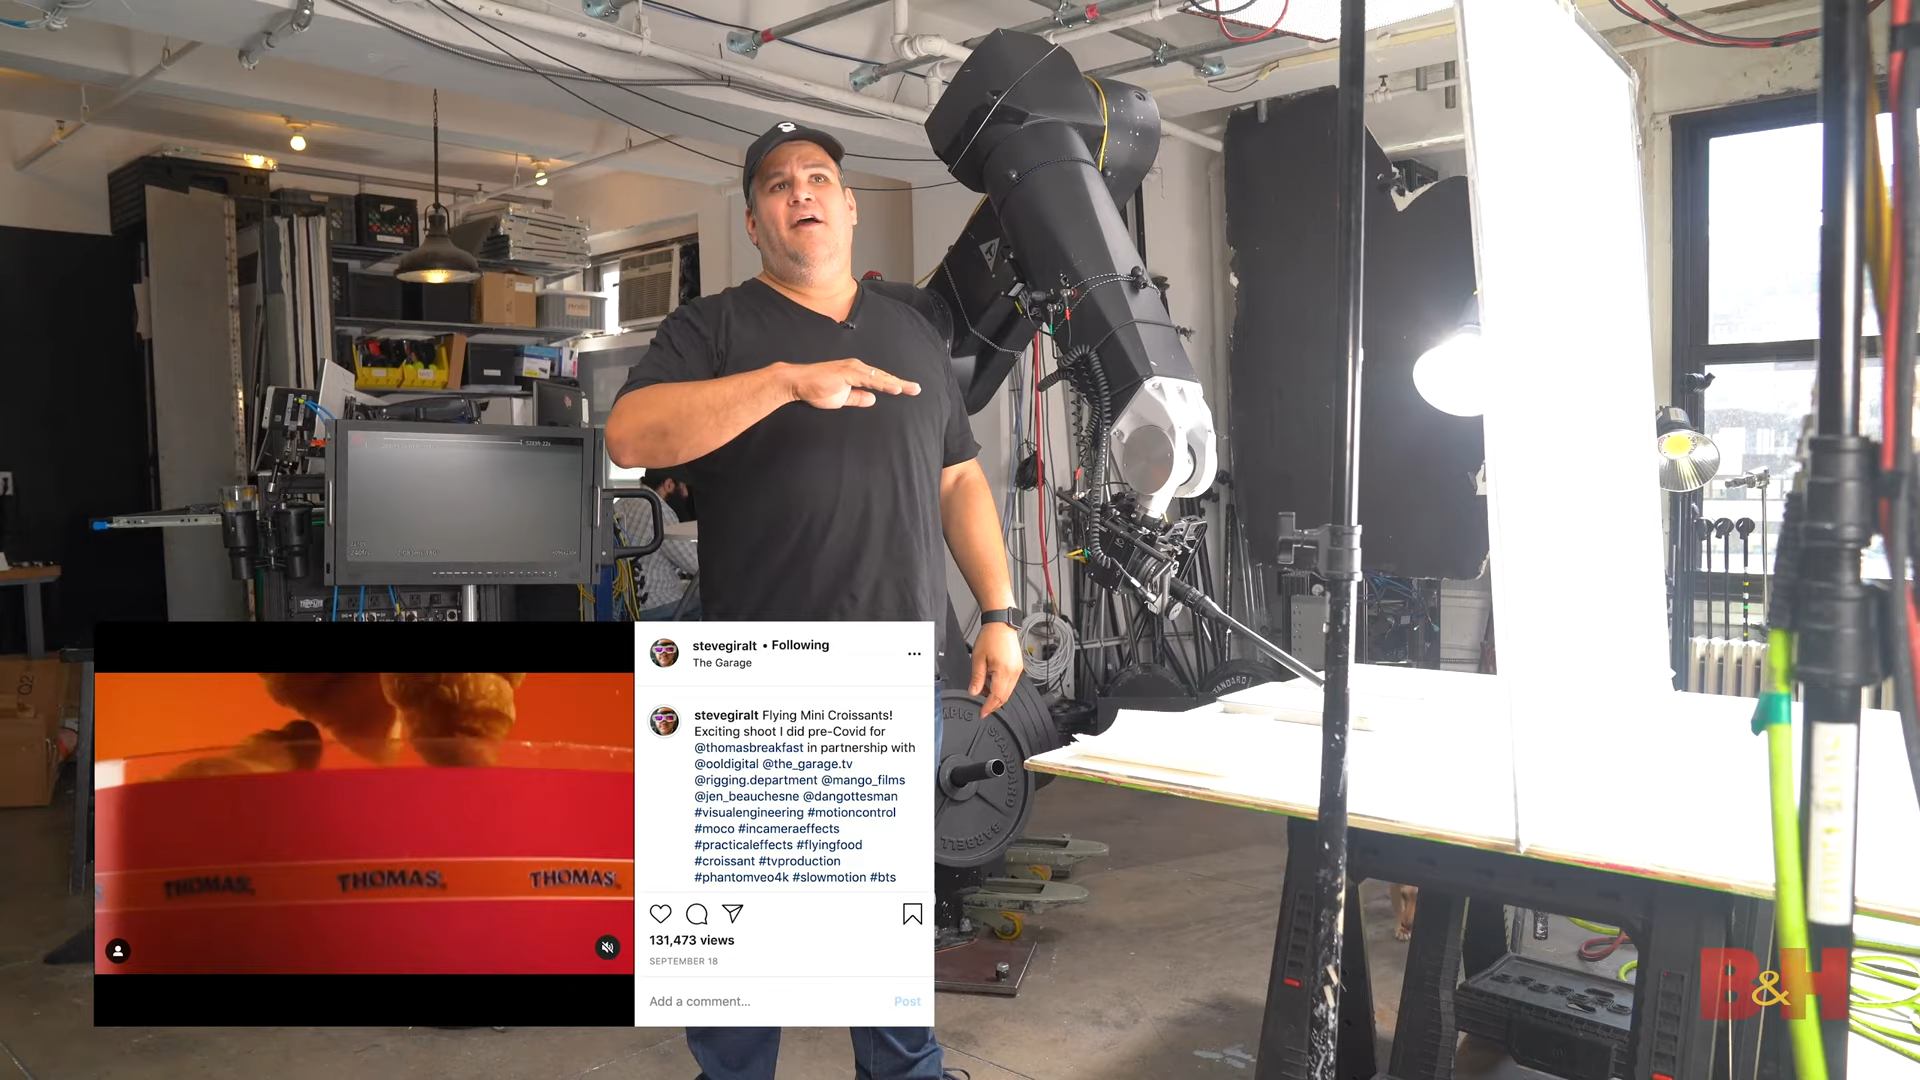 stevegiralt • Following
The Garage
stevegiralt Flying Mini Croissants!
Exciting shoot I did pre-Covid for
@thomasbreakfast in partnership with
@ooldigital @the_garage.tv
@rigging.department @mango_films
@jen_beauchesne @dangottesman
#visualengineering #motioncontrol
#moco #incameraeffects
#practicaleffects #flyingfood
#croissant #tvproduction
#phantomveo4k #slowmotion #bts
131,473 views
SEPTEMBER 18
Add a comment... Post
THOMAS. THOMAS. THOMAS.
STANDARD
BARBELL
B&H